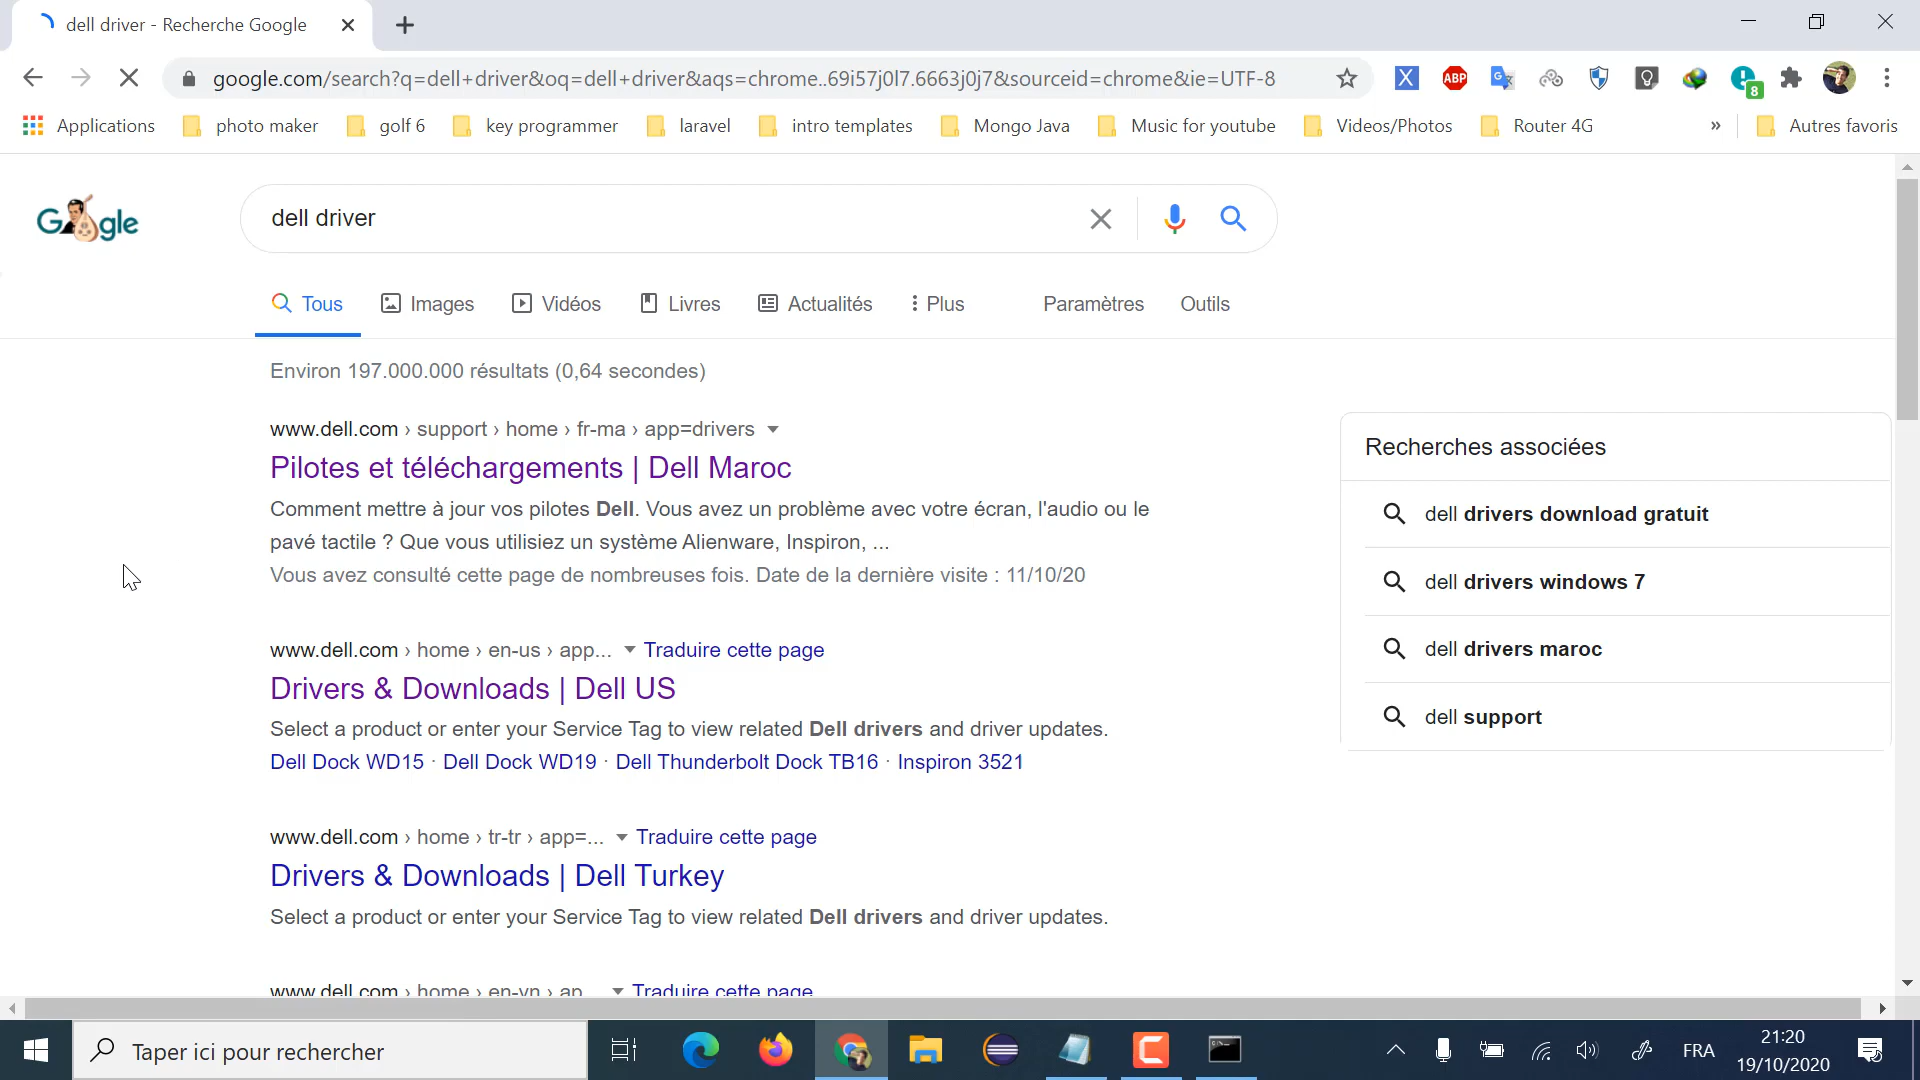 dell driver - Recherche Google
google.com/search?q=dell+driver&oq=dell+driver&aqs=chrome..69i57j0l7.6663j0j7&sourceid=chrome&ie=UTF-8
ABP
8
Applications
photo maker
golf 6
key programmer
laravel
intro templates
Mongo Java
Music for youtube
Videos/Photos
Router 4G
»
Autres favoris
Google
dell driver
Tous
Images
Vidéos
Livres
Actualités
Plus
Paramètres
Outils
Environ 197.000.000 résultats (0,64 secondes)
www.dell.com › support › home › fr-ma › app=drivers
Pilotes et téléchargements | Dell Maroc
Comment mettre à jour vos pilotes Dell. Vous avez un problème avec votre écran, l'audio ou le
pavé tactile ? Que vous utilisiez un système Alienware, Inspiron, ...
Vous avez consulté cette page de nombreuses fois. Date de la dernière visite : 11/10/20
www.dell.com › home › en-us › app... Traduire cette page
Drivers & Downloads | Dell US
Select a product or enter your Service Tag to view related Dell drivers and driver updates.
Dell Dock WD15 · Dell Dock WD19 · Dell Thunderbolt Dock TB16 · Inspiron 3521
www.dell.com › home › tr-tr › app=... Traduire cette page
Drivers & Downloads | Dell Turkey
Select a product or enter your Service Tag to view related Dell drivers and driver updates.
www.dell.com › home › en-vn › ap... Traduire cette page
Recherches associées
dell drivers download gratuit
dell drivers windows 7
dell drivers maroc
dell support
Taper ici pour rechercher
FRA
21:20
19/10/2020